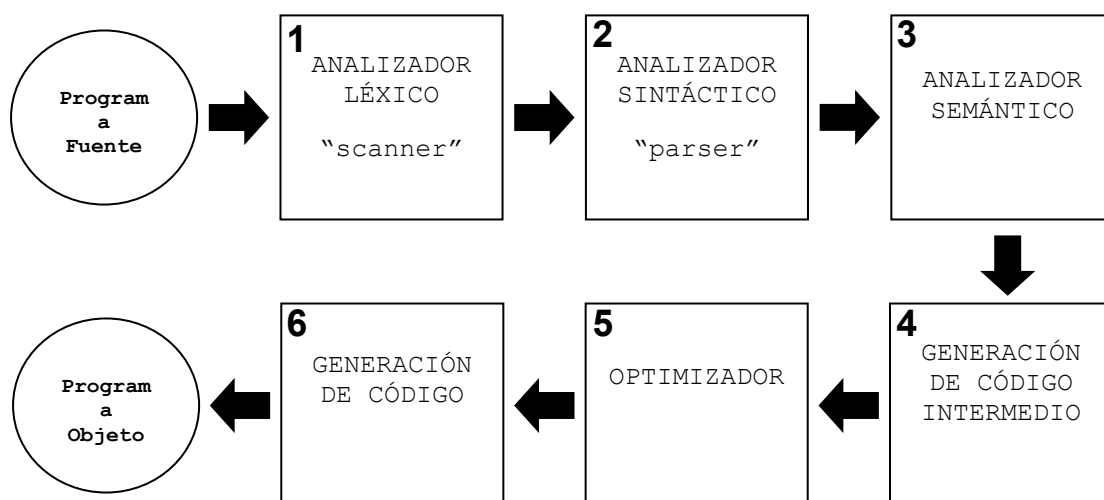 Program
a
Fuente
1
ANALIZADOR
LÉXICO
“scanner”
2
ANALIZADOR
SINTÁCTICO
“parser”
3
ANALIZADOR
SEMÁNTICO
Program
a
Objeto
6
GENERACIÓN
DE CÓDIGO
5
OPTIMIZADOR
4
GENERACIÓN
DE CÓDIGO
INTERMEDIO